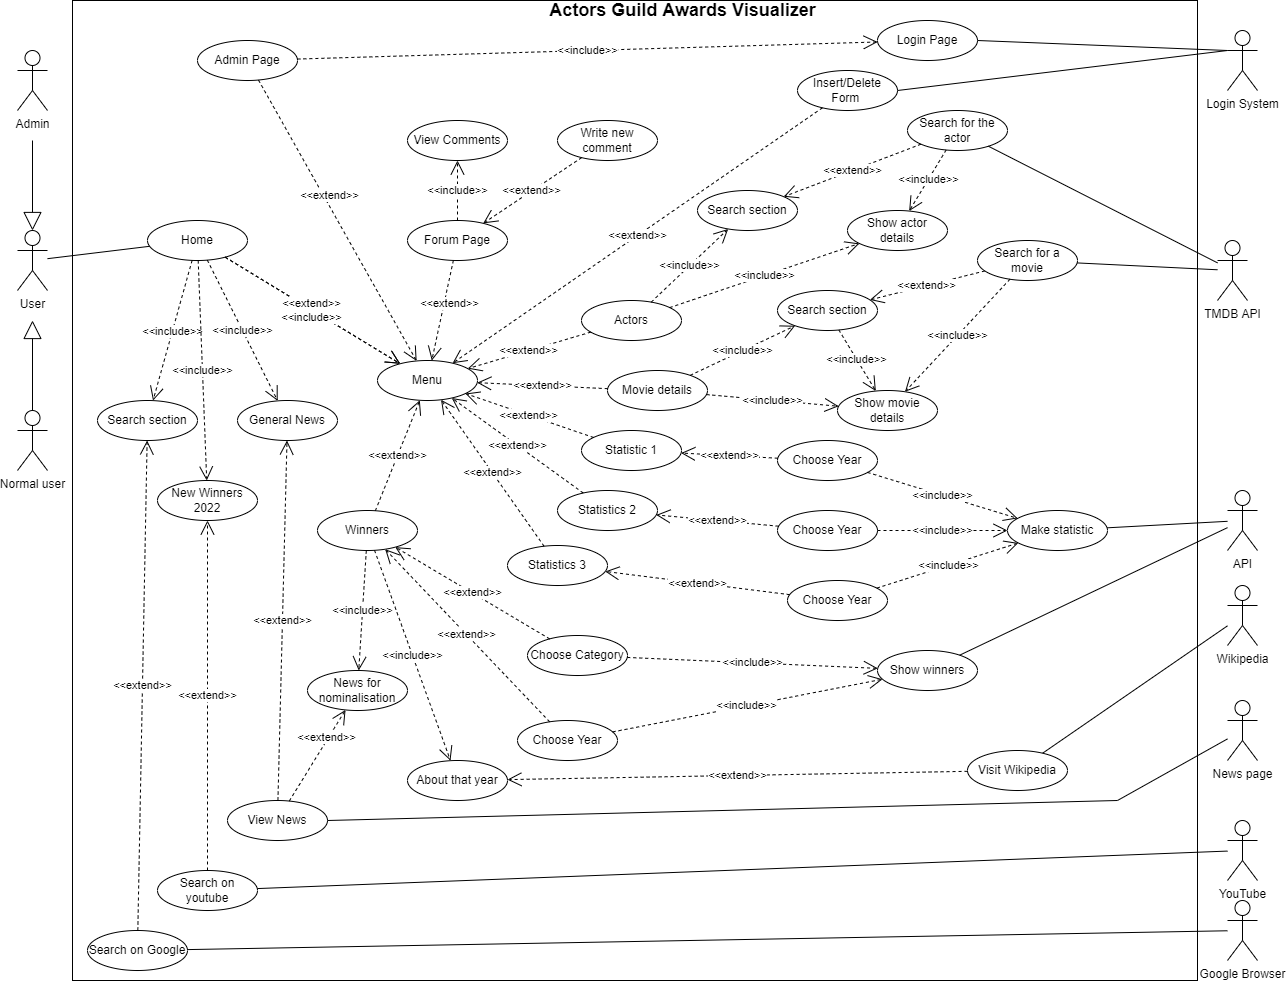 Actors Guild Awards Visualizer
Admin Page
<<include>>
Login Page
Login System
Admin
Insert/Delete
Form
View Comments
Write new
comment
Search for the
actor
<<include>>
<<extend>>
<<extend>>
<<include>>
<<extend>>
Search section
Show actor
details
Home
Forum Page
<<extend>>
User
<<include>>
<<include>>
Search for a
movie
TMDB API
<<extend>>
<<include>>
<<extend>>
Actors
Search section
<<extend>>
<<include>>
<<include>>
<<include>>
<<extend>>
<<include>>
<<include>>
<<include>>
Menu
<<extend>>
Movie details
<<include>>
Show movie
details
Search section
General News
<<extend>>
<<extend>>
<<extend>>
<<extend>>
Statistic 1
<<extend>>
Choose Year
Normal user
New Winners
2022
<<include>>
Statistics 2
<<extend>>
Choose Year
<<include>>
Make statistic
Winners
Statistics 3
<<extend>>
Choose Year
<<include>>
API
<<include>>
<<extend>>
<<extend>>
<<extend>>
<<include>>
Choose Category
<<include>>
Show winners
Wikipedia
<<extend>>
<<extend>>
News for
nominalisation
<<include>>
<<extend>>
Choose Year
About that year
<<extend>>
Visit Wikipedia
News page
View News
Search on
youtube
YouTube
Search on Google
Google Browser